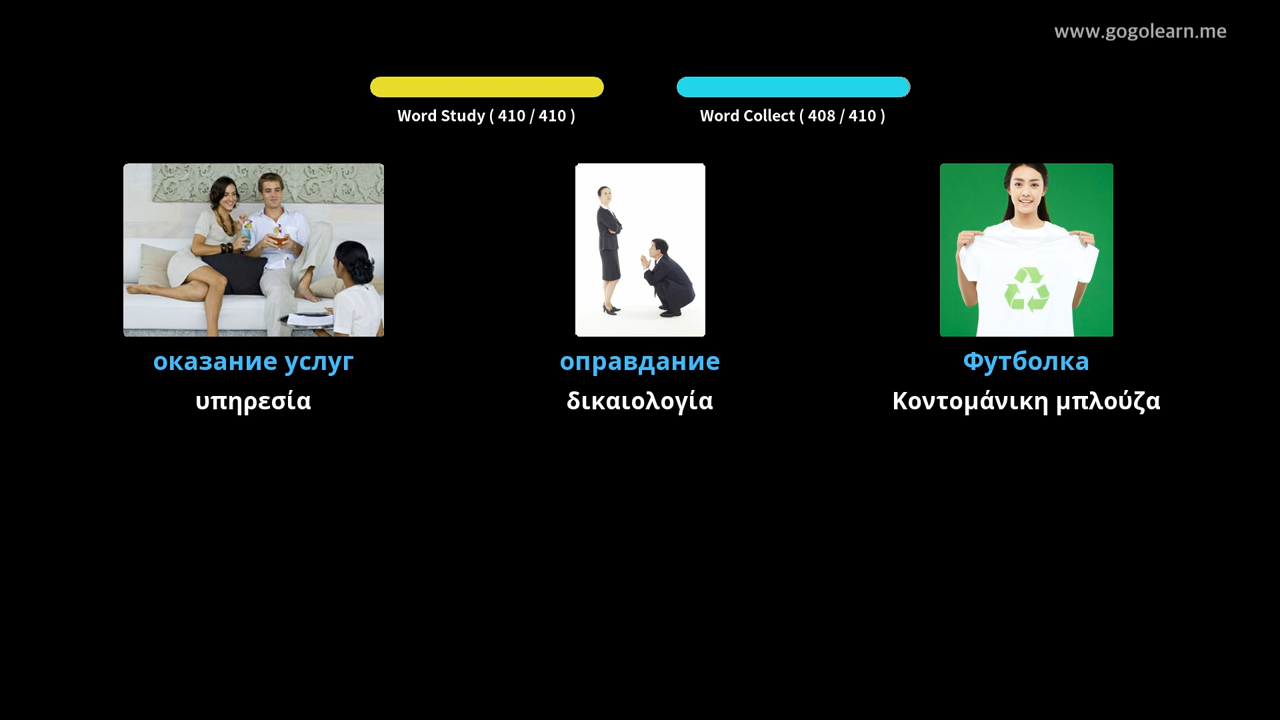 www.gogolearn.me
Word Study ( 410 / 410 )
Word Collect ( 408 / 410 )
оказание услуг
оправдание
Футболка
υπηρεσία
δικαιολογία
Κοντομάνικη μπλούζα